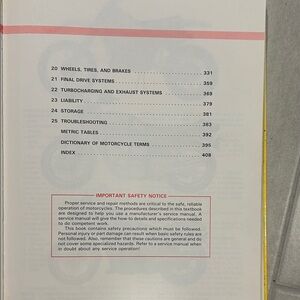 20 WHEELS, TIRES, AND BRAKES 331
21 FINAL DRIVE SYSTEMS 359
22 TURBOCHARGING AND EXHAUST SYSTEMS 369
23 LIABILITY 379
24 STORAGE 381
25 TROUBLESHOOTING 383
METRIC TABLES 392
DICTIONARY OF MOTORCYCLE TERMS 395
INDEX 408
IMPORTANT SAFETY NOTICE
Proper service and repair methods are critical to the safe, reliable
operation of motorcycles. The procedures described in this textbook
are designed to help you use a manufacturer's service manual. A
service manual will give the how-to details and specifications needed
to do competent work.
This book contains safety precautions which must be followed.
Personal injury or part damage can result when basic safety rules are
not followed. Also, remember that these cautions are general and do
not cover some specialized hazards. Refer to a service manual when
in doubt about any service operation!